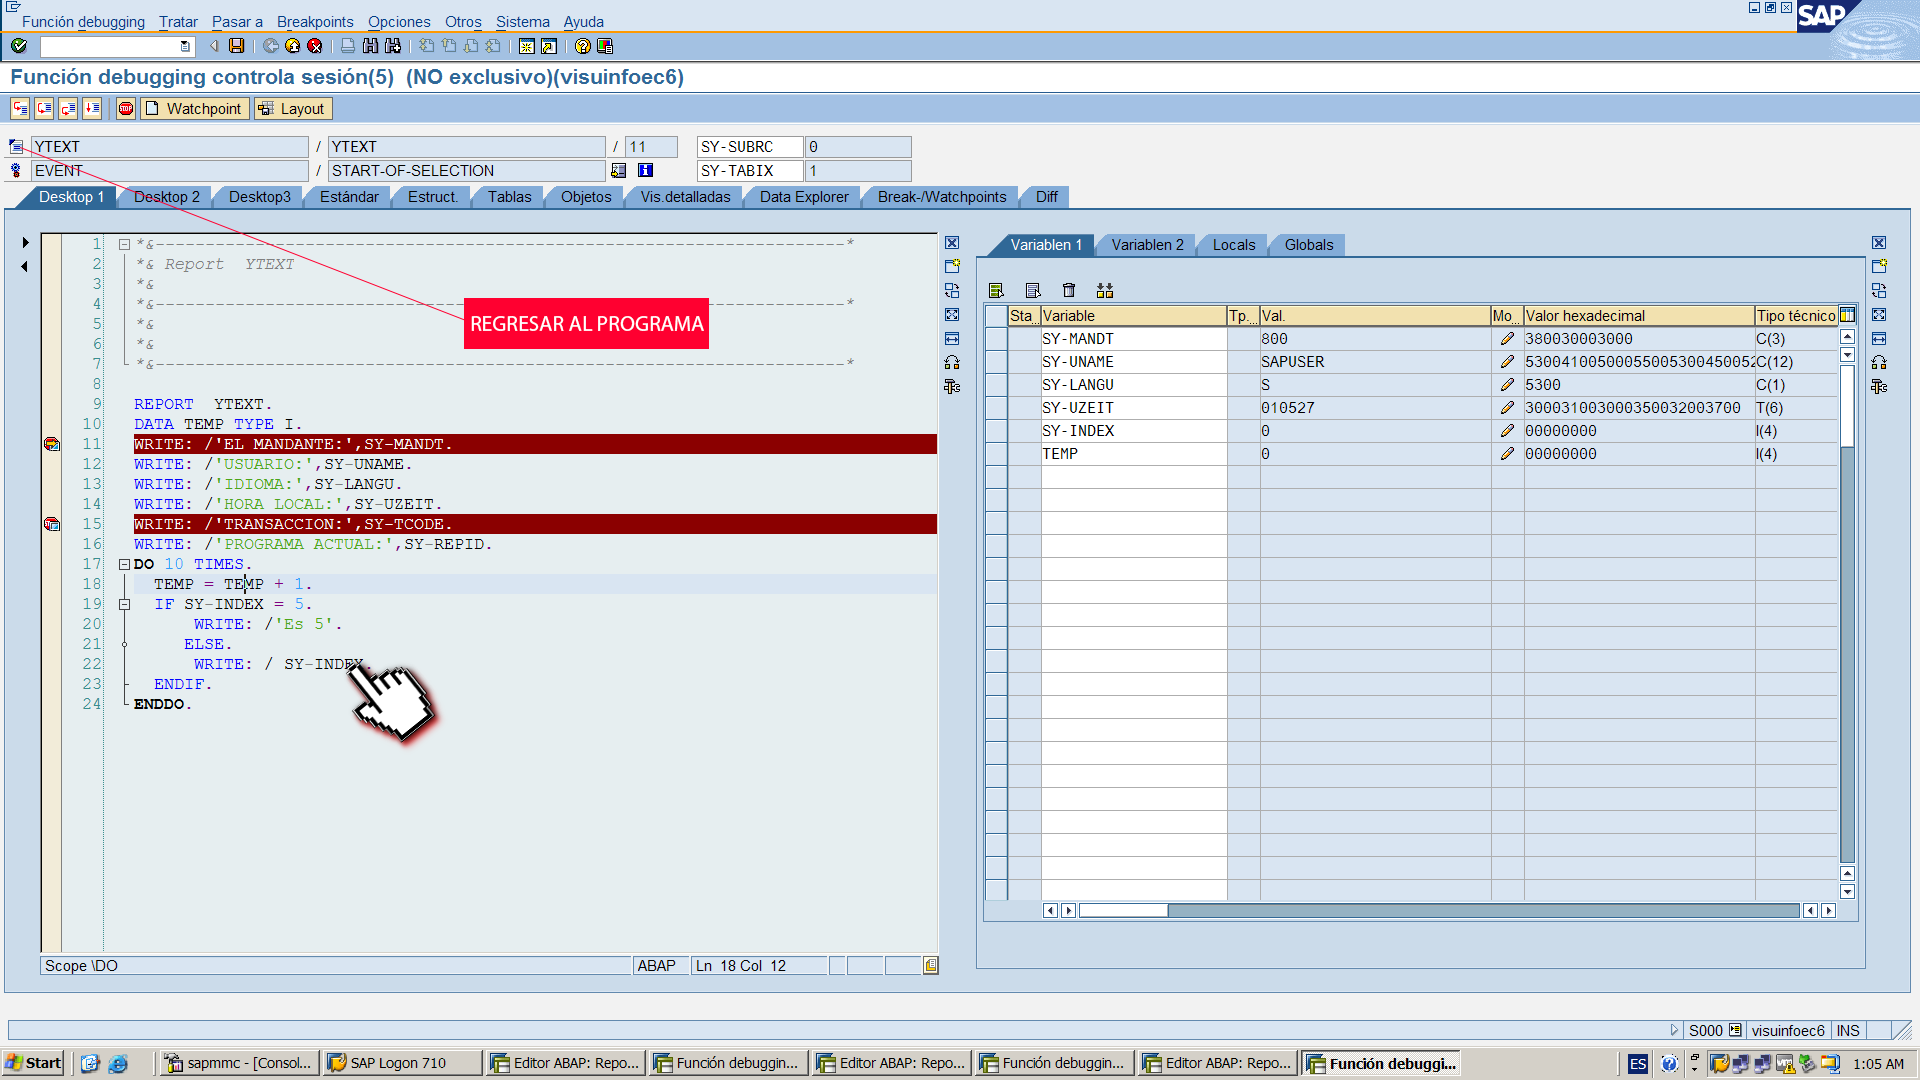 Función debugging Tratar Pasar a Breakpoints Opciones Otros Sistema Ayuda
SAP
Función debugging controla sesión(5) (NO exclusivo)(visuinfoec6)
STOP Watchpoint Layout
YTEXT / YTEXT / 11 SY-SUBRC 0
EVENT / START-OF-SELECTION SY-TABIX 1
Desktop 1 Desktop 2 Desktop3 Estándar Estruct. Tablas Objetos Vis.detalladas Data Explorer Break-/Watchpoints Diff
1 *&---------------------------------------------------------------------*
2 *& Report YTEXT
3 *&
4 *&---------------------------------------------------------------------*
5 *&
6 *&
7 *&---------------------------------------------------------------------*
8
9 REPORT YTEXT.
10 DATA TEMP TYPE I.
11 WRITE: /'EL MANDANTE:',SY-MANDT.
12 WRITE: /'USUARIO:',SY-UNAME.
13 WRITE: /'IDIOMA:',SY-LANGU.
14 WRITE: /'HORA LOCAL:',SY-UZEIT.
15 WRITE: /'TRANSACCION:',SY-TCODE.
16 WRITE: /'PROGRAMA ACTUAL:',SY-REPID.
17 DO 10 TIMES.
18 TEMP = TEMP + 1.
19 IF SY-INDEX = 5.
20 WRITE: /'Es 5'.
21 ELSE.
22 WRITE: / SY-INDEX.
23 ENDIF.
24 ENDDO.
REGRESAR AL PROGRAMA
Scope \DO ABAP Ln 18 Col 12
Variablen 1 Variablen 2 Locals Globals
Sta... Variable Tp... Val. Mo... Valor hexadecimal Tipo técnico
SY-MANDT 800 380030003000 C(3)
SY-UNAME SAPUSER 53004100500055005300450052 C(12)
SY-LANGU S 5300 C(1)
SY-UZEIT 010527 300031003000350032003700 T(6)
SY-INDEX 0 00000000 I(4)
TEMP 0 00000000 I(4)
S000 visuinfoec6 INS
Start sapmmc - [Consol... SAP Logon 710 Editor ABAP: Repo... Función debuggin... Editor ABAP: Repo... Función debuggin... Editor ABAP: Repo... Función debuggi... ES 1:05 AM